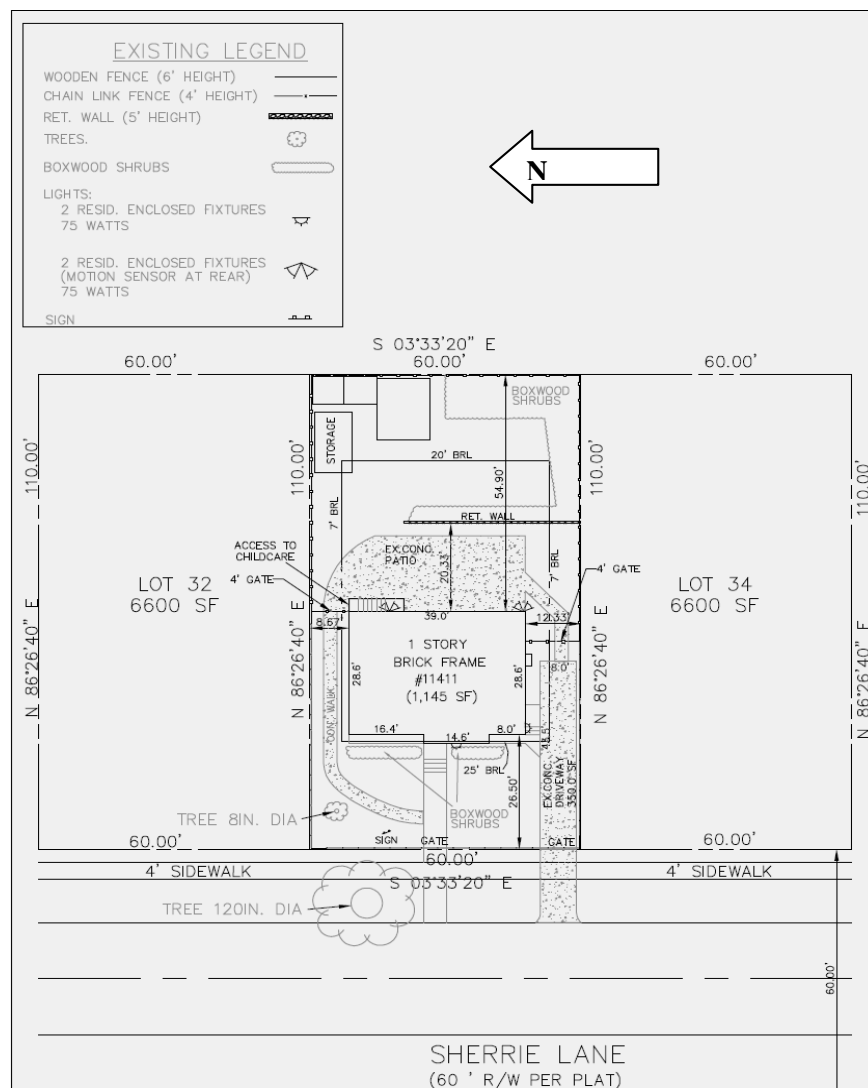 EXISTING LEGEND
WOODEN FENCE (6' HEIGHT)
CHAIN LINK FENCE (4' HEIGHT)
RET. WALL (5' HEIGHT)
TREES.
BOXWOOD SHRUBS
LIGHTS:
2 RESID. ENCLOSED FIXTURES
75 WATTS
2 RESID. ENCLOSED FIXTURES
(MOTION SENSOR AT REAR)
75 WATTS
SIGN
N
S 03°33'20" E
60.00'
60.00'
60.00'
BOXWOOD
SHRUBS
STORAGE
20' BRL
54.90'
110.00'
110.00'
110.00'
110.00'
7' BRL
RET. WALL
ACCESS TO
CHILDCARE
EX.CONC.
PATIO
20.33'
7' BRL
4' GATE
4' GATE
LOT 32
6600 SF
LOT 34
6600 SF
8.67'
39.0'
12.33'
N 86°26'40" E
N 86°26'40" E
N 86°26'40" E
N 86°26'40" E
1 STORY
BRICK FRAME
#11411
(1,145 SF)
28.6'
28.6'
8.0'
CON. WALK
16.4'
14.6'
8.0'
43.5'
25' BRL
26.50'
EX.CONC.
DRIVEWAY
350.0 SF
TREE 8IN. DIA
BOXWOOD
SHRUBS
SIGN
GATE
GATE
60.00'
60.00'
60.00'
4' SIDEWALK
4' SIDEWALK
S 03°33'20" E
TREE 120IN. DIA
60.00'
SHERRIE LANE
(60 ' R/W PER PLAT)